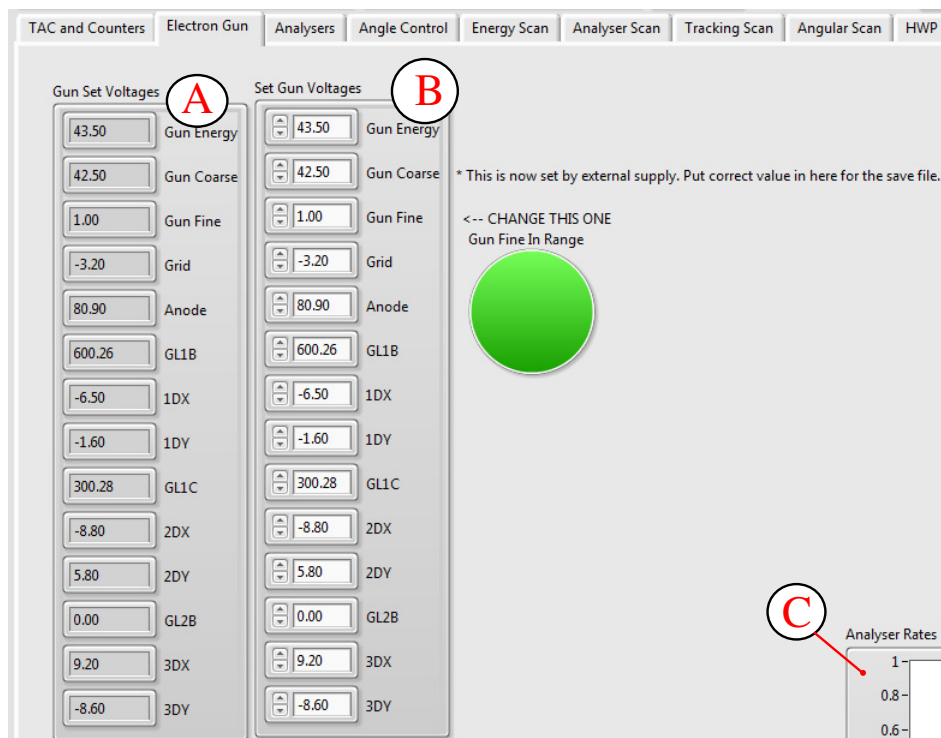 TAC and Counters Electron Gun Analysers Angle Control Energy Scan Analyser Scan Tracking Scan Angular Scan HWP
Gun Set Voltages A Set Gun Voltages B
43.50 Gun Energy 43.50 Gun Energy
42.50 Gun Coarse 42.50 Gun Coarse * This is now set by external supply. Put correct value in here for the save file.
1.00 Gun Fine 1.00 Gun Fine <-- CHANGE THIS ONE
Gun Fine In Range
-3.20 Grid -3.20 Grid
80.90 Anode 80.90 Anode
600.26 GL1B 600.26 GL1B
-6.50 1DX -6.50 1DX
-1.60 1DY -1.60 1DY
300.28 GL1C 300.28 GL1C
-8.80 2DX -8.80 2DX
5.80 2DY 5.80 2DY
0.00 GL2B 0.00 GL2B
C
Analyser Rates
9.20 3DX 9.20 3DX 1
0.8
-8.60 3DY -8.60 3DY
0.6